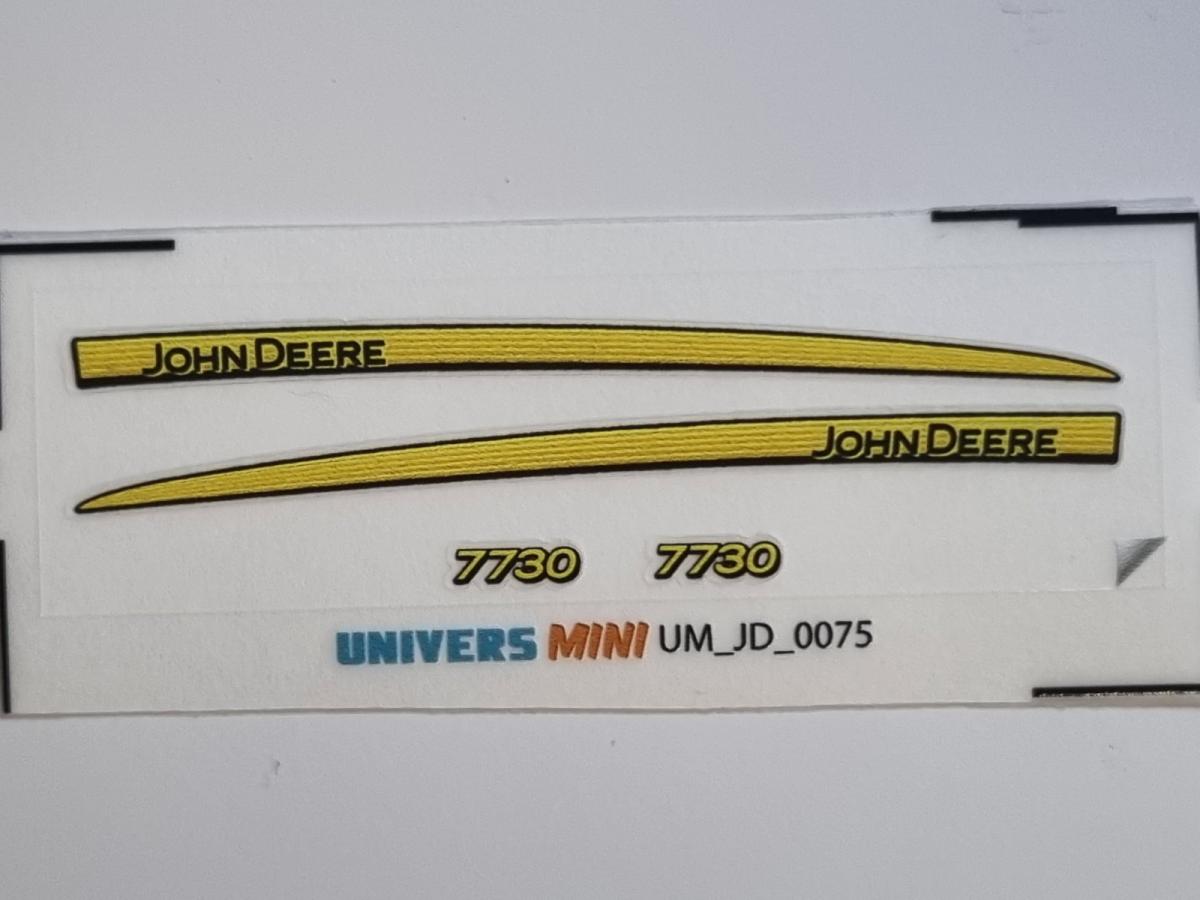 JOHN DEERE
JOHN DEERE
7730 7730
UNIVERS MINI UM_JD_0075